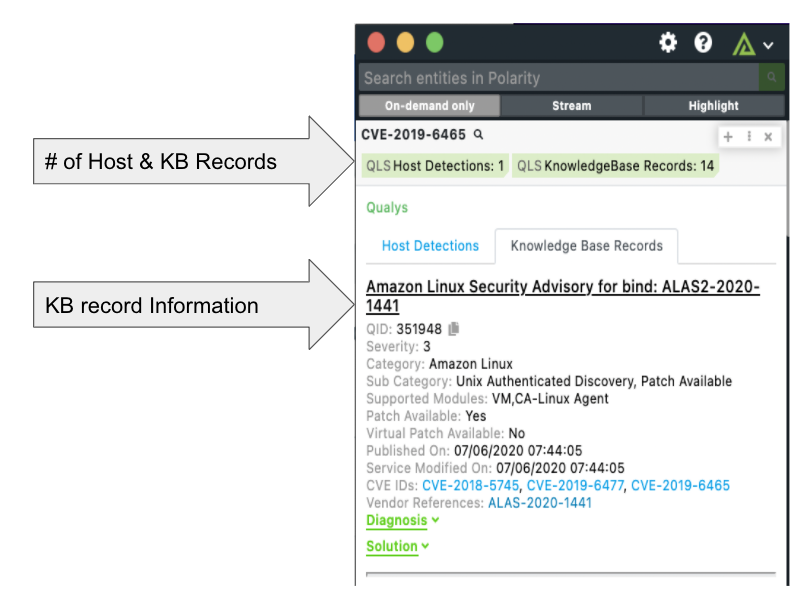 Search entities in Polarity
On-demand only Stream Highlight
CVE-2019-6465
# of Host & KB Records
QLS Host Detections: 1 QLS KnowledgeBase Records: 14
Qualys
Host Detections Knowledge Base Records
Amazon Linux Security Advisory for bind: ALAS2-2020-
1441
KB record Information
QID: 351948
Severity: 3
Category: Amazon Linux
Sub Category: Unix Authenticated Discovery, Patch Available
Supported Modules: VM,CA-Linux Agent
Patch Available: Yes
Virtual Patch Available: No
Published On: 07/06/2020 07:44:05
Service Modified On: 07/06/2020 07:44:05
CVE IDs: CVE-2018-5745, CVE-2019-6477, CVE-2019-6465
Vendor References: ALAS-2020-1441
Diagnosis
Solution